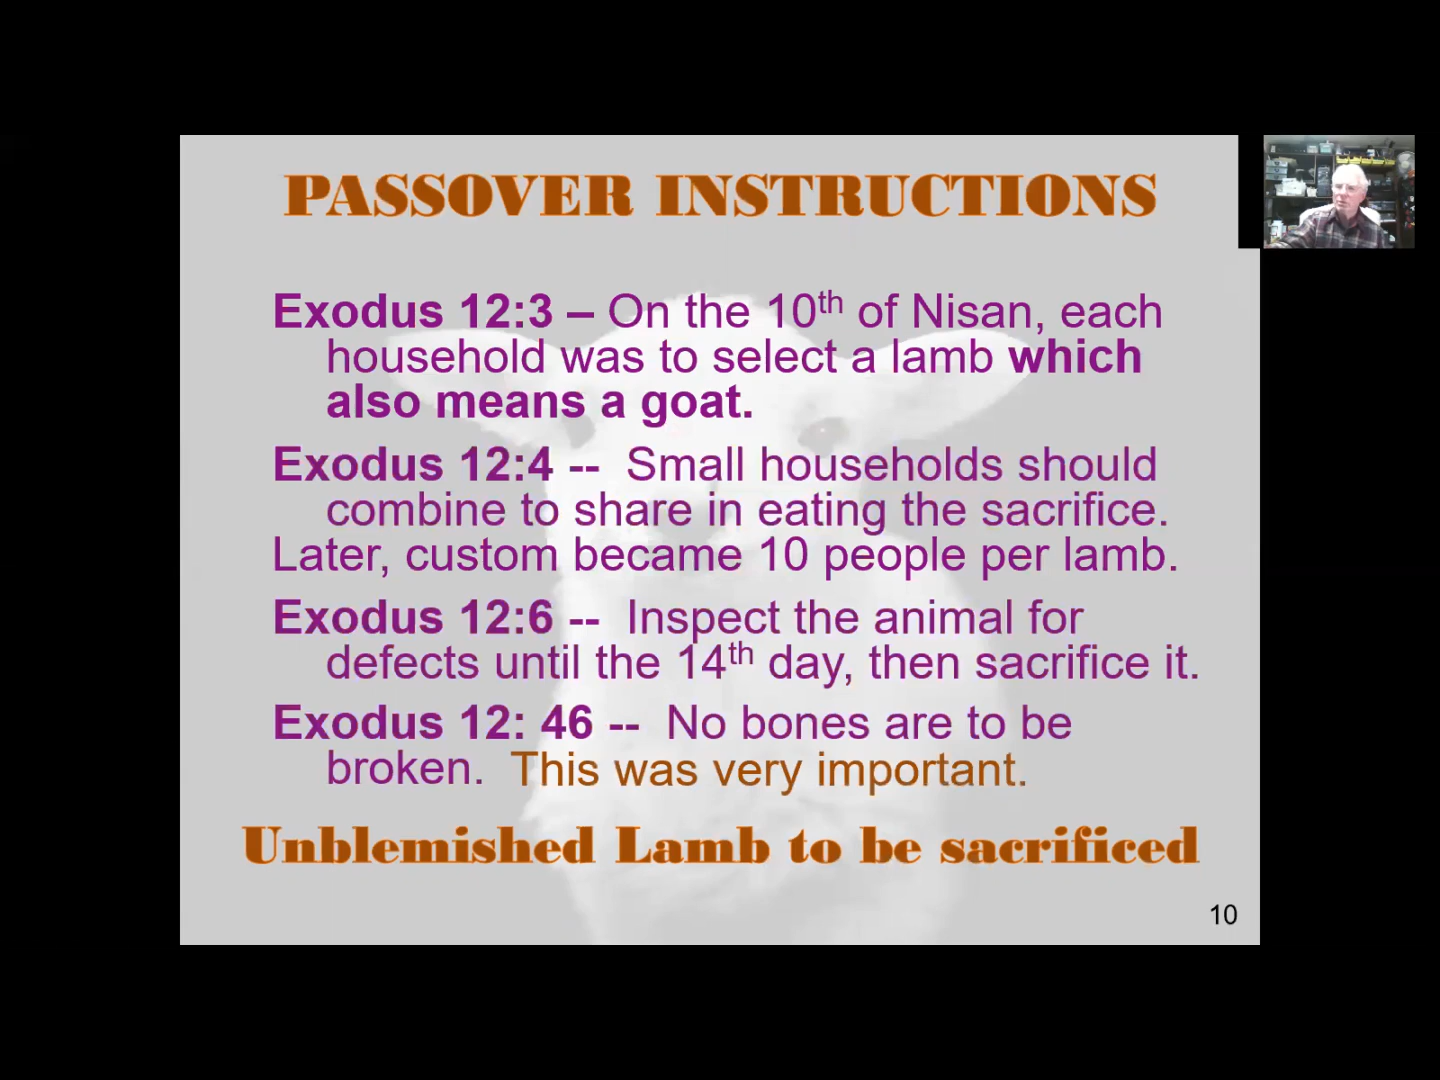 PASSOVER INSTRUCTIONS
Exodus 12:3 – On the 10th of Nisan, each
household was to select a lamb which
also means a goat.
Exodus 12:4 -- Small households should
combine to share in eating the sacrifice.
Later, custom became 10 people per lamb.
Exodus 12:6 -- Inspect the animal for
defects until the 14th day, then sacrifice it.
Exodus 12: 46 -- No bones are to be
broken. This was very important.
Unblemished Lamb to be sacrificed
10